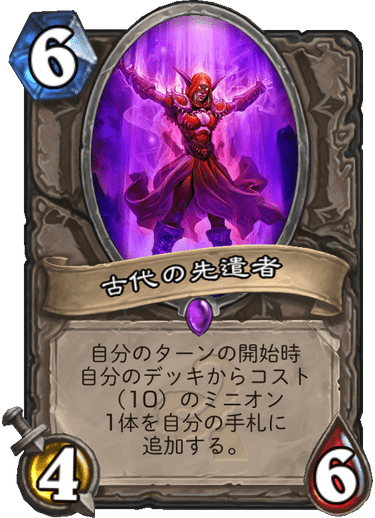 6
古代の先遣者
自分のターンの開始時
自分のデッキからコスト
（10）のミニオン
1体を自分の手札に
追加する。
4
6